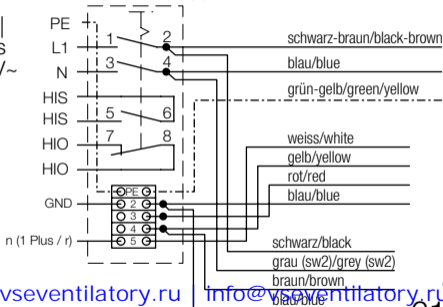 PE
L1
N
HIS
HIS
HIO
HIO
GND
n (1 Plus / r)
1 2
3 4
5 6
7 8
PE
2
3
4
5
schwarz-braun/black-brown
blau/blue
grün-gelb/green/yellow
weiss/white
gelb/yellow
rot/red
blau/blue
schwarz/black
grau (sw2)/grey (sw2)
braun/brown
blau/blue
vseventilatory.ru | info@vseventilatory.ru